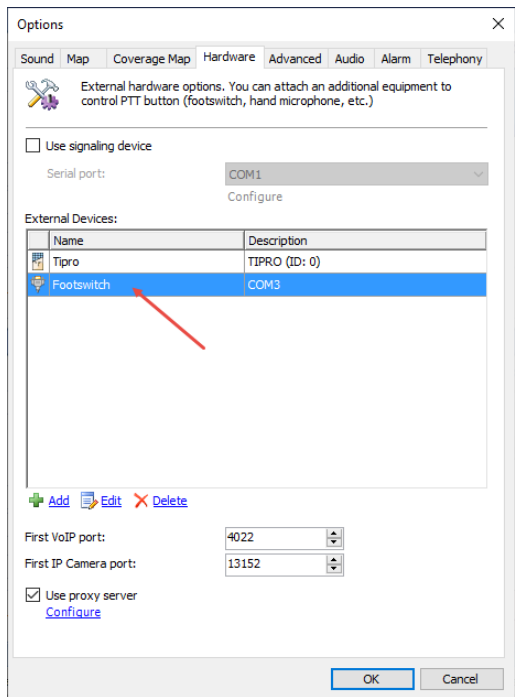 Options
Sound Map Coverage Map Hardware Advanced Audio Alarm Telephony
External hardware options. You can attach an additional equipment to
control PTT button (footswitch, hand microphone, etc.)
Use signaling device
Serial port: COM1
Configure
External Devices:
Name Description
Tipro TIPRO (ID: 0)
Footswitch COM3
Add Edit Delete
First VoIP port: 4022
First IP Camera port: 13152
Use proxy server
Configure
OK Cancel